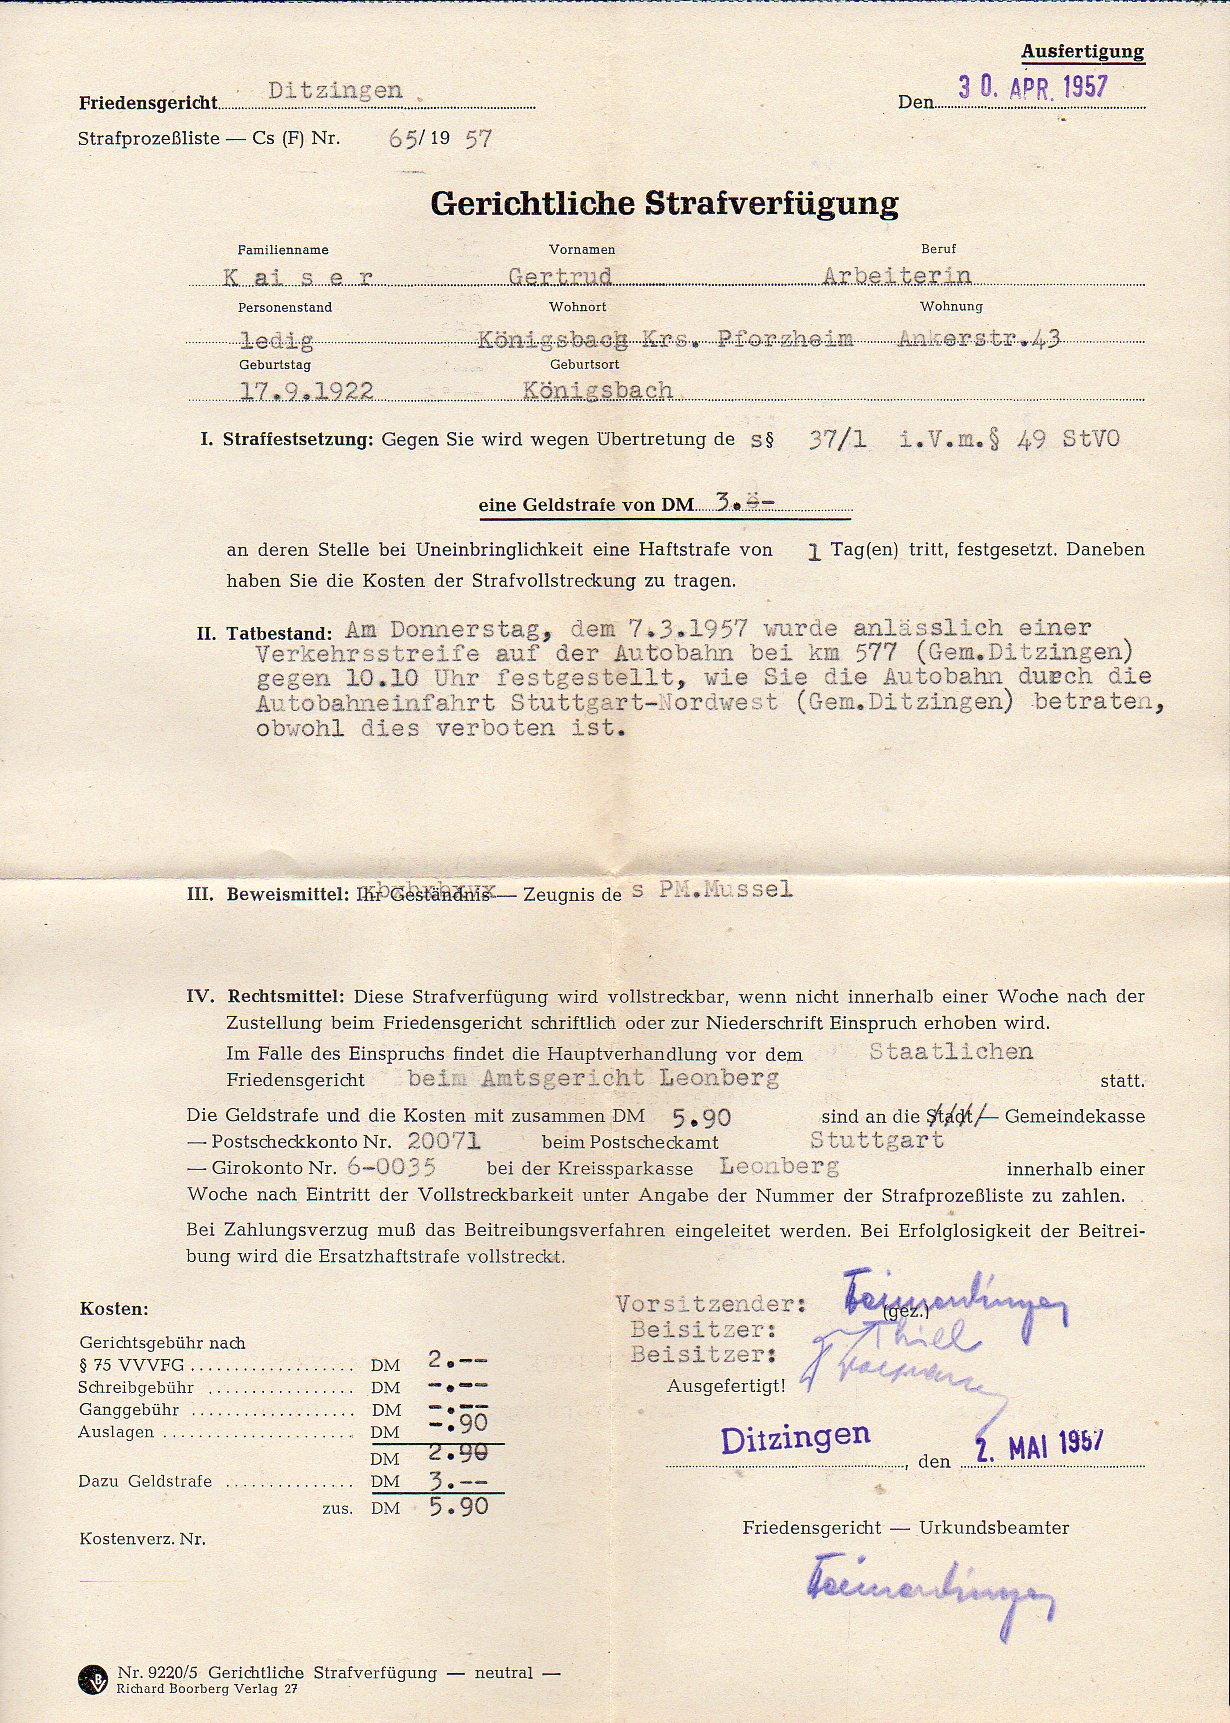 Ausfertigung
Friedensgericht Ditzingen
Den 30. APR. 1957
Strafprozeßliste — Cs (F) Nr. 65/ 19 57
Gerichtliche Strafverfügung
Familienname Vornamen Beruf
K ai s e r Gertrud Arbeiterin
Personenstand Wohnort Wohnung
ledig Königsbach Krs. Pforzheim Ankerstr.43
Geburtstag Geburtsort
17.9.1922 Königsbach
I. Straffestsetzung: Gegen Sie wird wegen Übertretung de s§ 37/1 i.V.m.§ 49 StVO
eine Geldstrafe von DM 3.--
an deren Stelle bei Uneinbringlichkeit eine Haftstrafe von 1 Tag(en) tritt, festgesetzt. Daneben
haben Sie die Kosten der Strafvollstreckung zu tragen.
II. Tatbestand: Am Donnerstag, dem 7.3.1957 wurde anlässlich einer
Verkehrsstreife auf der Autobahn bei km 577 (Gem.Ditzingen)
gegen 10.10 Uhr festgestellt, wie Sie die Autobahn durch die
Autobahneinfahrt Stuttgart-Nordwest (Gem.Ditzingen) betraten,
obwohl dies verboten ist.
III. Beweismittel: Ihr Geständnis — Zeugnis de s PM.Mussel
IV. Rechtsmittel: Diese Strafverfügung wird vollstreckbar, wenn nicht innerhalb einer Woche nach der
Zustellung beim Friedensgericht schriftlich oder zur Niederschrift Einspruch erhoben wird.
Im Falle des Einspruchs findet die Hauptverhandlung vor dem Staatlichen
Friedensgericht beim Amtsgericht Leonberg statt.
Die Geldstrafe und die Kosten mit zusammen DM 5.90 sind an die Stadt — Gemeindekasse
— Postscheckkonto Nr. 20071 beim Postscheckamt Stuttgart
— Girokonto Nr. 6-0035 bei der Kreissparkasse Leonberg innerhalb einer
Woche nach Eintritt der Vollstreckbarkeit unter Angabe der Nummer der Strafprozeßliste zu zahlen.
Bei Zahlungsverzug muß das Beitreibungsverfahren eingeleitet werden. Bei Erfolglosigkeit der Beitrei-
bung wird die Ersatzhaftstrafe vollstreckt.
Kosten:
Gerichtsgebühr nach
§ 75 VVVFG DM 2.--
Schreibgebühr DM -.--
Ganggebühr DM -.--
Auslagen DM -.90
DM 2.90
Dazu Geldstrafe DM 3.--
zus. DM 5.90
Kostenverz. Nr.
Vorsitzender: (gez.)
Beisitzer: Thiel
Beisitzer:
Ausgefertigt!
Ditzingen, den 2. MAI 1957
Friedensgericht — Urkundsbeamter
Nr. 9220/5 Gerichtliche Strafverfügung — neutral —
Richard Boorberg Verlag 27